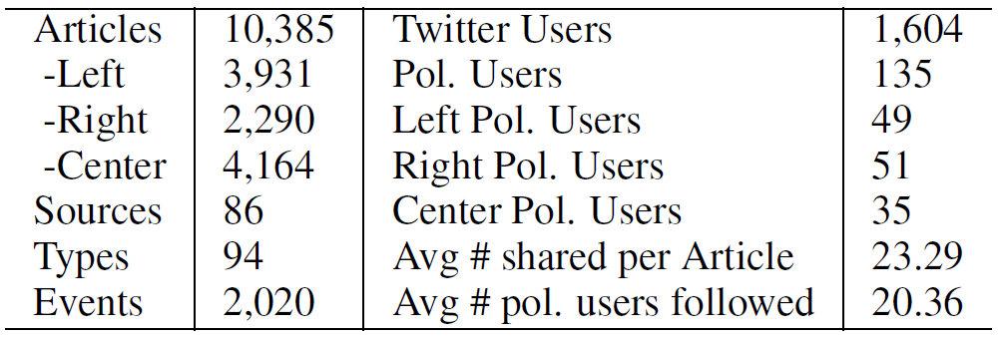 Articles 10,385 Twitter Users 1,604
-Left 3,931 Pol. Users 135
-Right 2,290 Left Pol. Users 49
-Center 4,164 Right Pol. Users 51
Sources 86 Center Pol. Users 35
Types 94 Avg # shared per Article 23.29
Events 2,020 Avg # pol. users followed 20.36